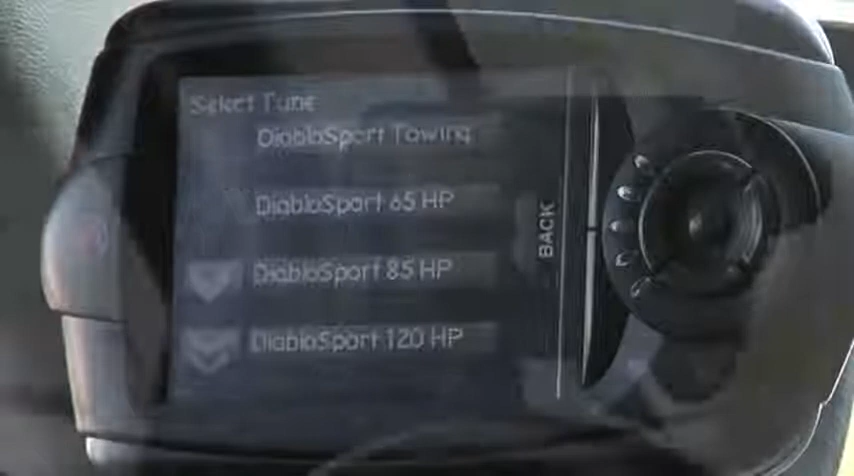 Select Tune
DiabloSport Towing
DiabloSport 65 HP
DiabloSport 85 HP
DiabloSport 120 HP
BACK